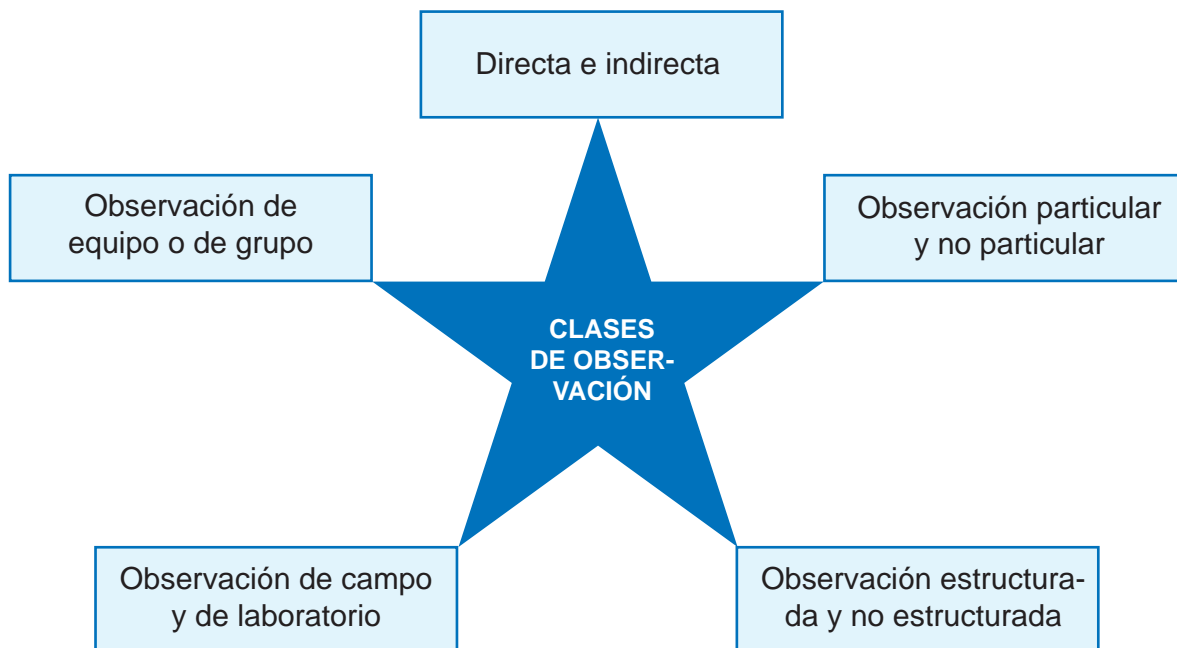 Directa e indirecta
Observación de
equipo o de grupo
Observación particular
y no particular
CLASES
DE OBSER-
VACIÓN
Observación de campo
y de laboratorio
Observación estructura-
da y no estructurada